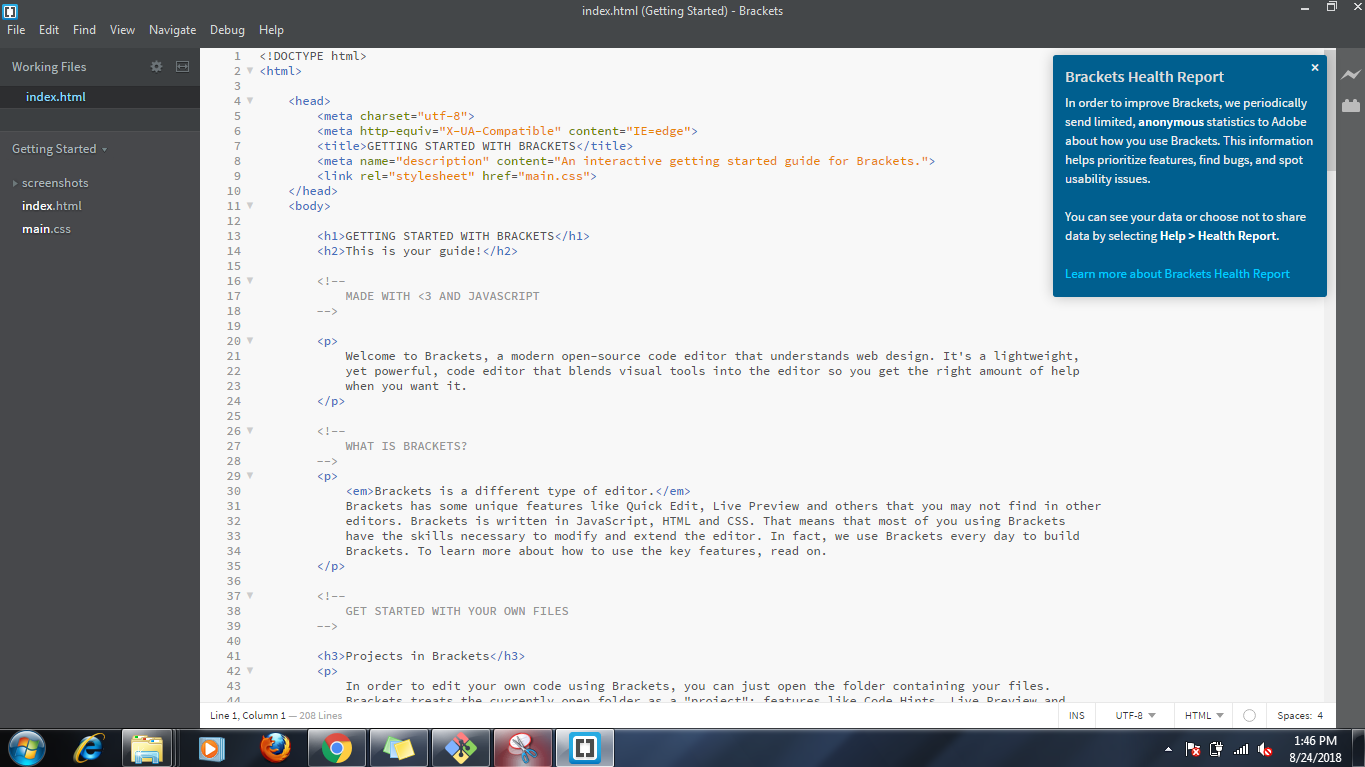 index.html (Getting Started) - Brackets
File Edit Find View Navigate Debug Help
Working Files
index.html
Getting Started
screenshots
index.html
main.css
1 <!DOCTYPE html>
2 <html>
3
4 <head>
5 <meta charset="utf-8">
6 <meta http-equiv="X-UA-Compatible" content="IE=edge">
7 <title>GETTING STARTED WITH BRACKETS</title>
8 <meta name="description" content="An interactive getting started guide for Brackets.">
9 <link rel="stylesheet" href="main.css">
10 </head>
11 <body>
12
13 <h1>GETTING STARTED WITH BRACKETS</h1>
14 <h2>This is your guide!</h2>
15
16 <!--
17 MADE WITH <3 AND JAVASCRIPT
18 -->
19
20 <p>
21 Welcome to Brackets, a modern open-source code editor that understands web design. It's a lightweight,
22 yet powerful, code editor that blends visual tools into the editor so you get the right amount of help
23 when you want it.
24 </p>
25
26 <!--
27 WHAT IS BRACKETS?
28 -->
29 <p>
30 <em>Brackets is a different type of editor.</em>
31 Brackets has some unique features like Quick Edit, Live Preview and others that you may not find in other
32 editors. Brackets is written in JavaScript, HTML and CSS. That means that most of you using Brackets
33 have the skills necessary to modify and extend the editor. In fact, we use Brackets every day to build
34 Brackets. To learn more about how to use the key features, read on.
35 </p>
36
37 <!--
38 GET STARTED WITH YOUR OWN FILES
39 -->
40
41 <h3>Projects in Brackets</h3>
42 <p>
43 In order to edit your own code using Brackets, you can just open the folder containing your files.
44 Brackets treats the currently open folder as a "project"; features like Code Hints, Live Preview and
Brackets Health Report
In order to improve Brackets, we periodically
send limited, anonymous statistics to Adobe
about how you use Brackets. This information
helps prioritize features, find bugs, and spot
usability issues.
You can see your data or choose not to share
data by selecting Help > Health Report.
Learn more about Brackets Health Report
Line 1, Column 1 — 208 Lines
INS UTF-8 HTML Spaces: 4
1:46 PM
8/24/2018